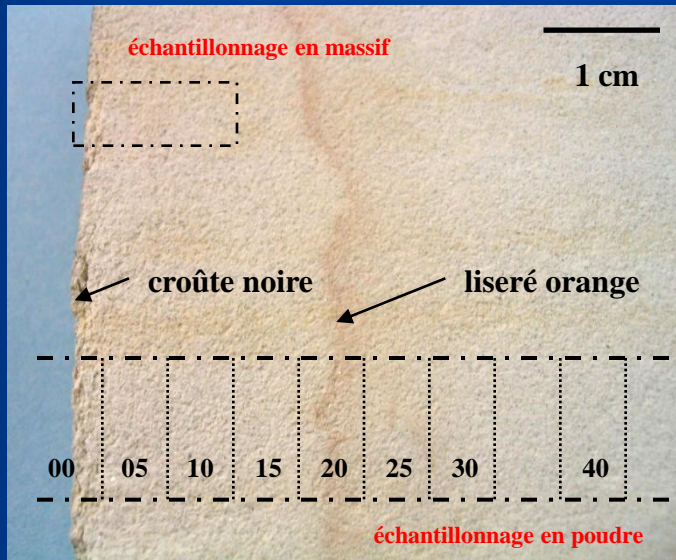 échantillonnage en massif
1 cm
croûte noire
liseré orange
00 05 10 15 20 25 30 40
échantillonnage en poudre